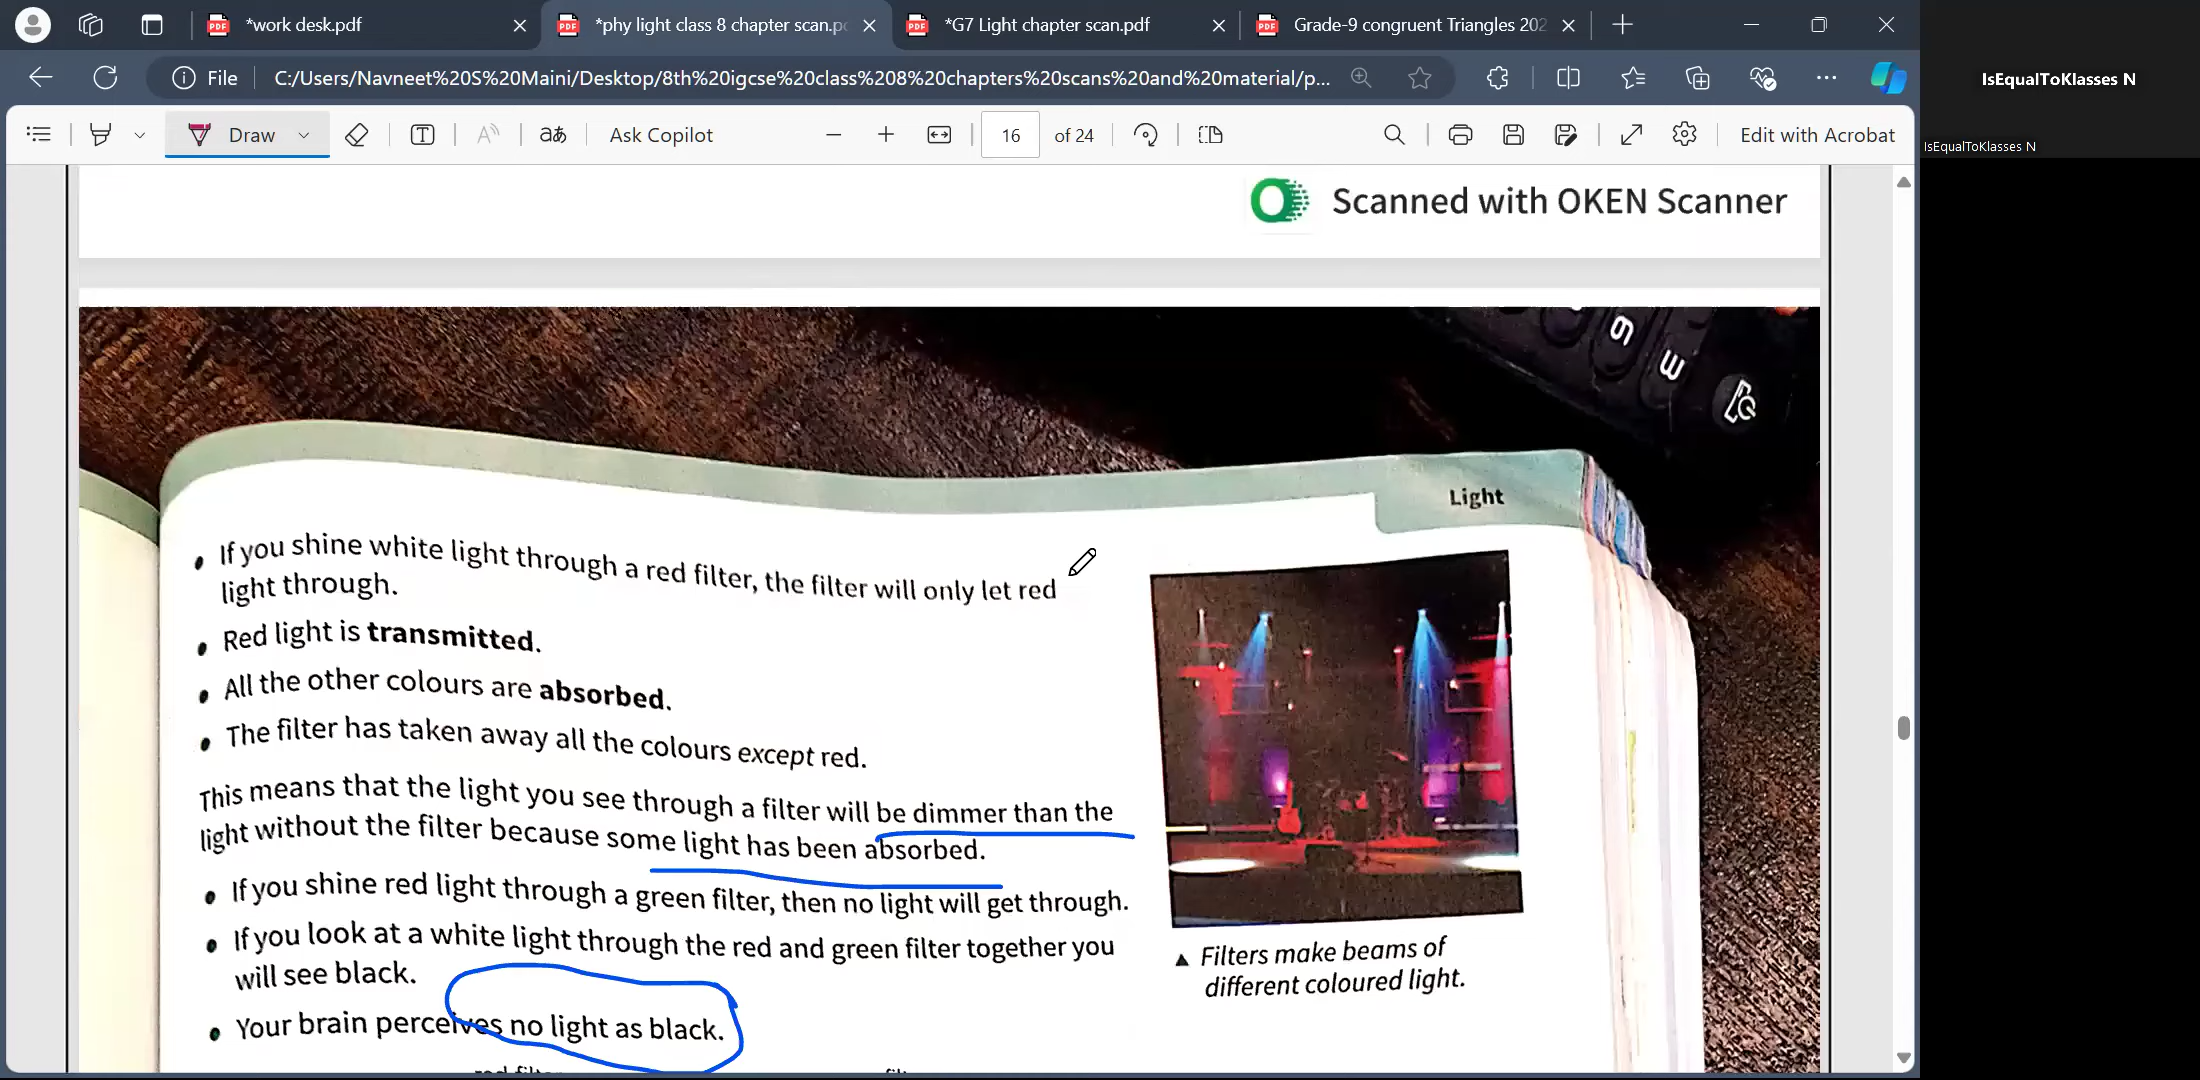 *work desk.pdf
*phy light class 8 chapter scan.p
*G7 Light chapter scan.pdf
Grade-9 congruent Triangles 202
File
C:/Users/Navneet%20S%20Maini/Desktop/8th%20igcse%20class%208%20chapters%20scans%20and%20material/p...
IsEqualToKlasses N
IsEqualToKlasses N
Draw
aあ
Ask Copilot
16 of 24
Edit with Acrobat
Scanned with OKEN Scanner
Light
• If you shine white light through a red filter, the filter will only let red
light through.
• Red light is transmitted.
• All the other colours are absorbed.
• The filter has taken away all the colours except red.
This means that the light you see through a filter will be dimmer than the
light without the filter because some light has been absorbed.
• If you shine red light through a green filter, then no light will get through.
• If you look at a white light through the red and green filter together you
will see black.
• Your brain perceives no light as black.
▲ Filters make beams of
different coloured light.